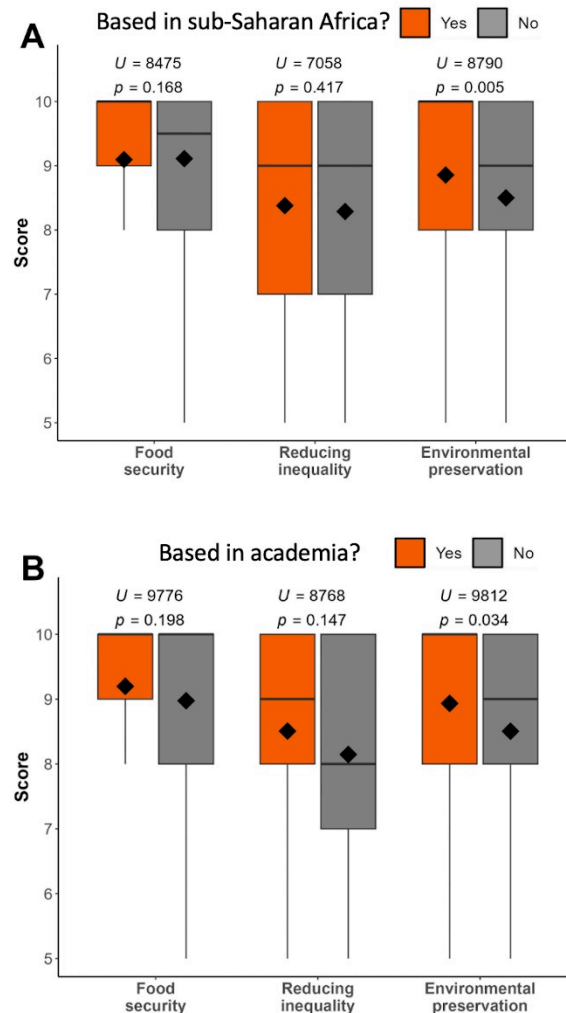 A Based in sub-Saharan Africa? Yes No
U = 8475 U = 7058 U = 8790
p = 0.168 p = 0.417 p = 0.005
10
9
8
7
6
5
Score
Food security
Reducing inequality
Environmental preservation
B Based in academia? Yes No
U = 9776 U = 8768 U = 9812
p = 0.198 p = 0.147 p = 0.034
10
9
8
7
6
5
Score
Food security
Reducing inequality
Environmental preservation